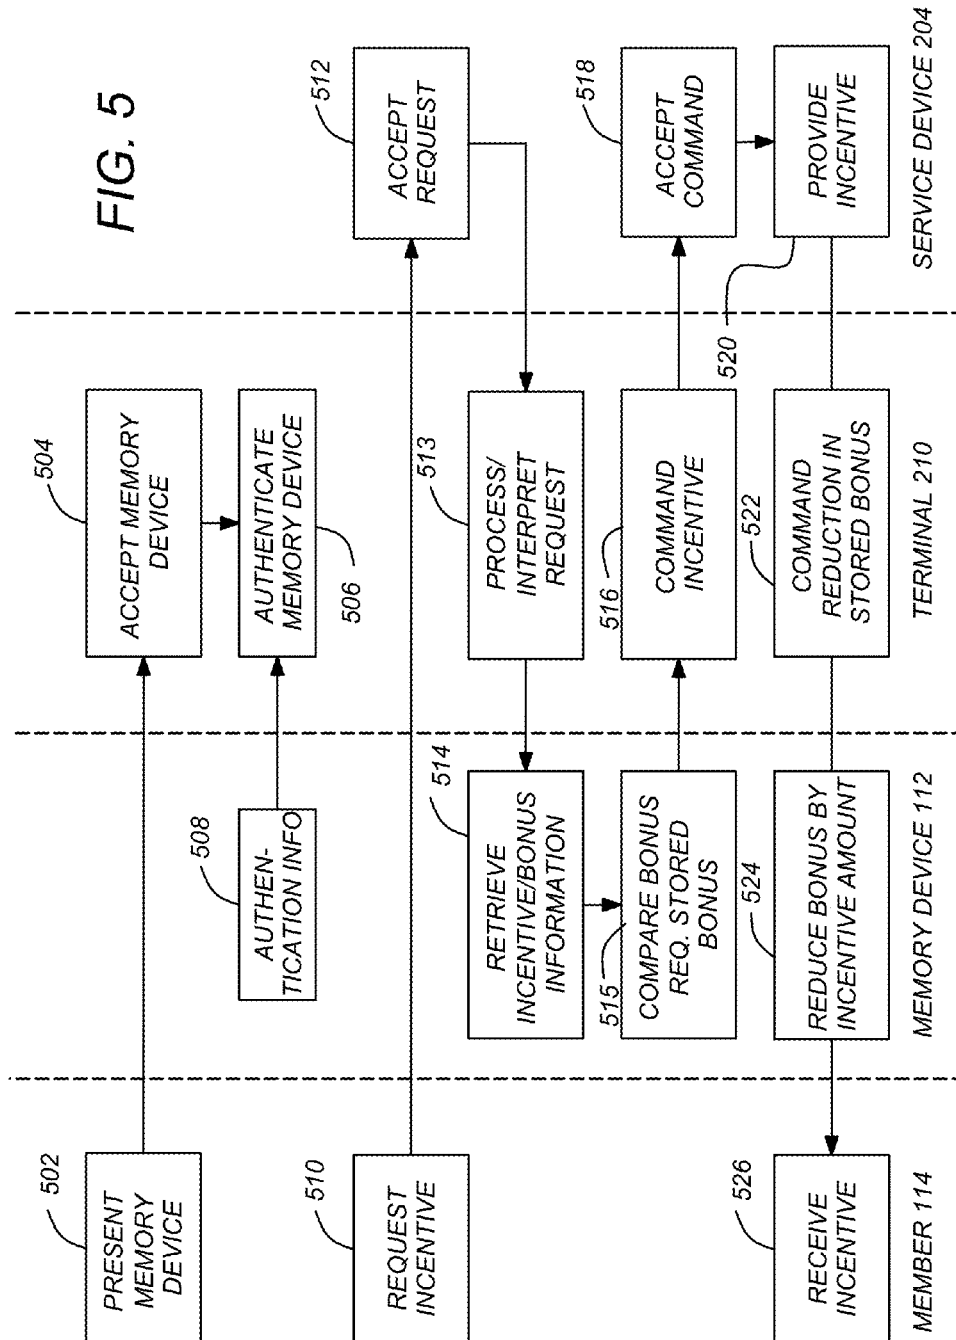 FIG. 5
502
PRESENT
MEMORY
DEVICE
504
ACCEPT MEMORY
DEVICE
508
AUTHEN-
TICATION INFO
AUTHENTICATE
MEMORY DEVICE
506
510
REQUEST
INCENTIVE
512
ACCEPT
REQUEST
513
PROCESS/
INTERPRET
REQUEST
514
RETRIEVE
INCENTIVE/BONUS
INFORMATION
515
COMPARE BONUS
REQ. STORED
BONUS
516
COMMAND
INCENTIVE
518
ACCEPT
COMMAND
520
PROVIDE
INCENTIVE
522
COMMAND
REDUCTION IN
STORED BONUS
524
REDUCE BONUS BY
INCENTIVE AMOUNT
526
RECEIVE
INCENTIVE
MEMBER 114
MEMORY DEVICE 112
TERMINAL 210
SERVICE DEVICE 204